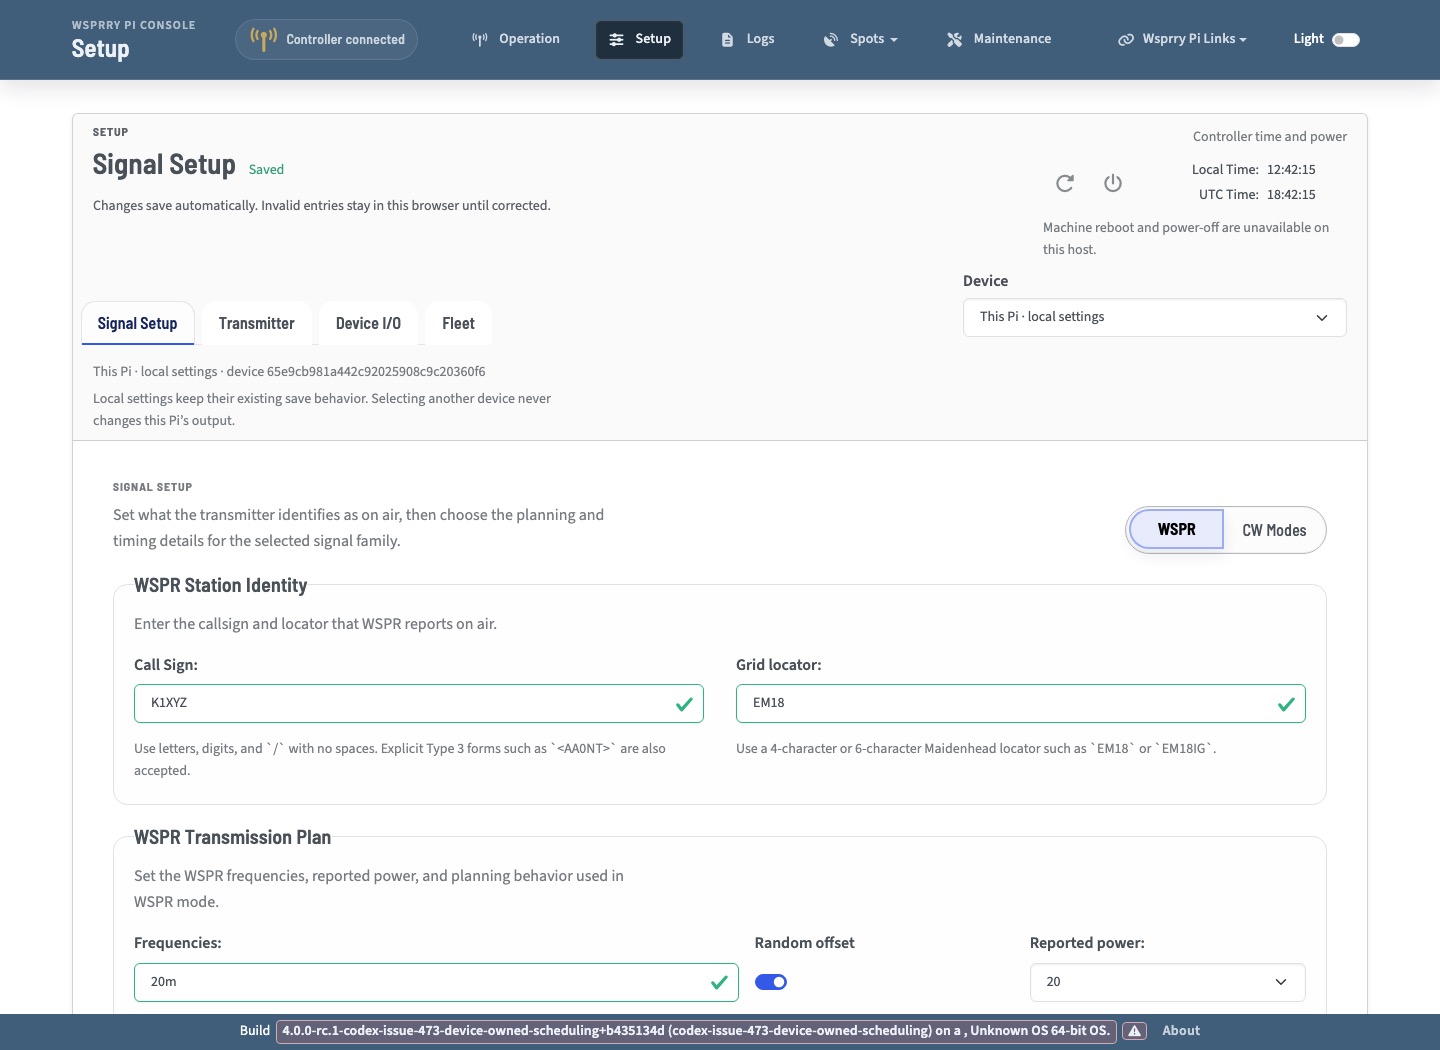 WSPRRY PI CONSOLE
Setup
Controller connected
Operation
Setup
Logs
Spots
Maintenance
Wsprry Pi Links
Light
SETUP
Signal Setup Saved
Changes save automatically. Invalid entries stay in this browser until corrected.
Controller time and power
Local Time: 12:42:15
UTC Time: 18:42:15
Machine reboot and power-off are unavailable on
this host.
Device
This Pi · local settings
Signal Setup
Transmitter
Device I/O
Fleet
This Pi · local settings · device 65e9cb981a442c92025908c9c20360f6
Local settings keep their existing save behavior. Selecting another device never
changes this Pi’s output.
SIGNAL SETUP
Set what the transmitter identifies as on air, then choose the planning and
timing details for the selected signal family.
WSPR
CW Modes
WSPR Station Identity
Enter the callsign and locator that WSPR reports on air.
Call Sign:
K1XYZ
Use letters, digits, and `/` with no spaces. Explicit Type 3 forms such as `<AA0NT>` are also
accepted.
Grid locator:
EM18
Use a 4-character or 6-character Maidenhead locator such as `EM18` or `EM18IG`.
WSPR Transmission Plan
Set the WSPR frequencies, reported power, and planning behavior used in
WSPR mode.
Frequencies:
20m
Random offset
Reported power:
20
Build 4.0.0-rc.1-codex-issue-473-device-owned-scheduling+b435134d (codex-issue-473-device-owned-scheduling) on a , Unknown OS 64-bit OS.
About